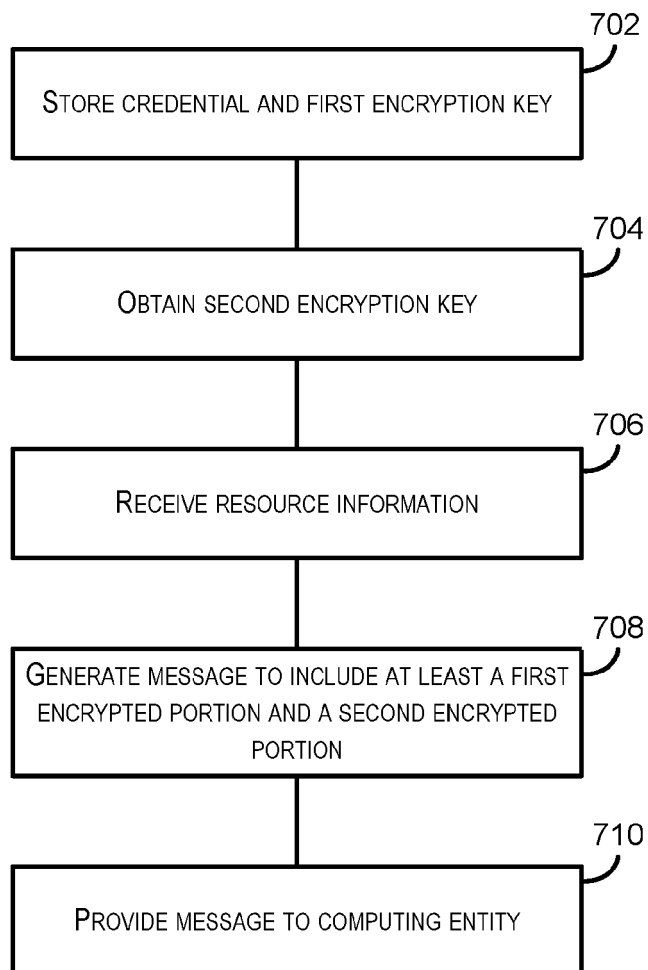 702
STORE CREDENTIAL AND FIRST ENCRYPTION KEY
704
OBTAIN SECOND ENCRYPTION KEY
706
RECEIVE RESOURCE INFORMATION
708
GENERATE MESSAGE TO INCLUDE AT LEAST A FIRST
ENCRYPTED PORTION AND A SECOND ENCRYPTED
PORTION
710
PROVIDE MESSAGE TO COMPUTING ENTITY